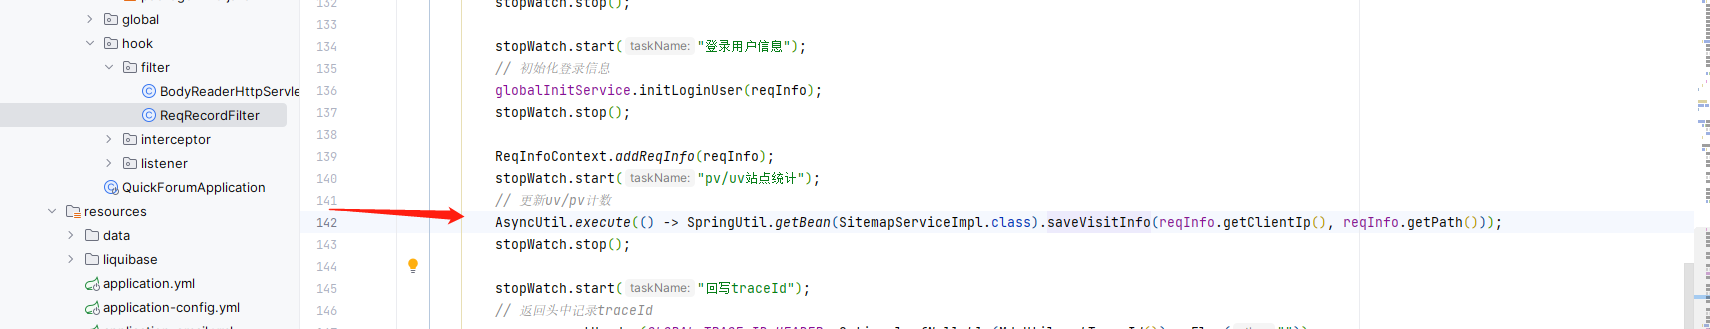 global
hook
filter
BodyReaderHttpServle
ReqRecordFilter
interceptor
listener
QuickForumApplication
resources
data
liquibase
application.yml
application-config.yml
132 stopWatch.stop();
133
134 stopWatch.start( taskName: "登录用户信息");
135 // 初始化登录信息
136 globalInitService.initLoginUser(reqInfo);
137 stopWatch.stop();
138
139 ReqInfoContext.addReqInfo(reqInfo);
140 stopWatch.start( taskName: "pv/uv站点统计");
141 // 更新uv/pv计数
142 AsyncUtil.execute(() -> SpringUtil.getBean(SitemapServiceImpl.class).saveVisitInfo(reqInfo.getClientIp(), reqInfo.getPath()));
143 stopWatch.stop();
144
145 stopWatch.start( taskName: "回写traceId");
146 // 返回头中记录traceId